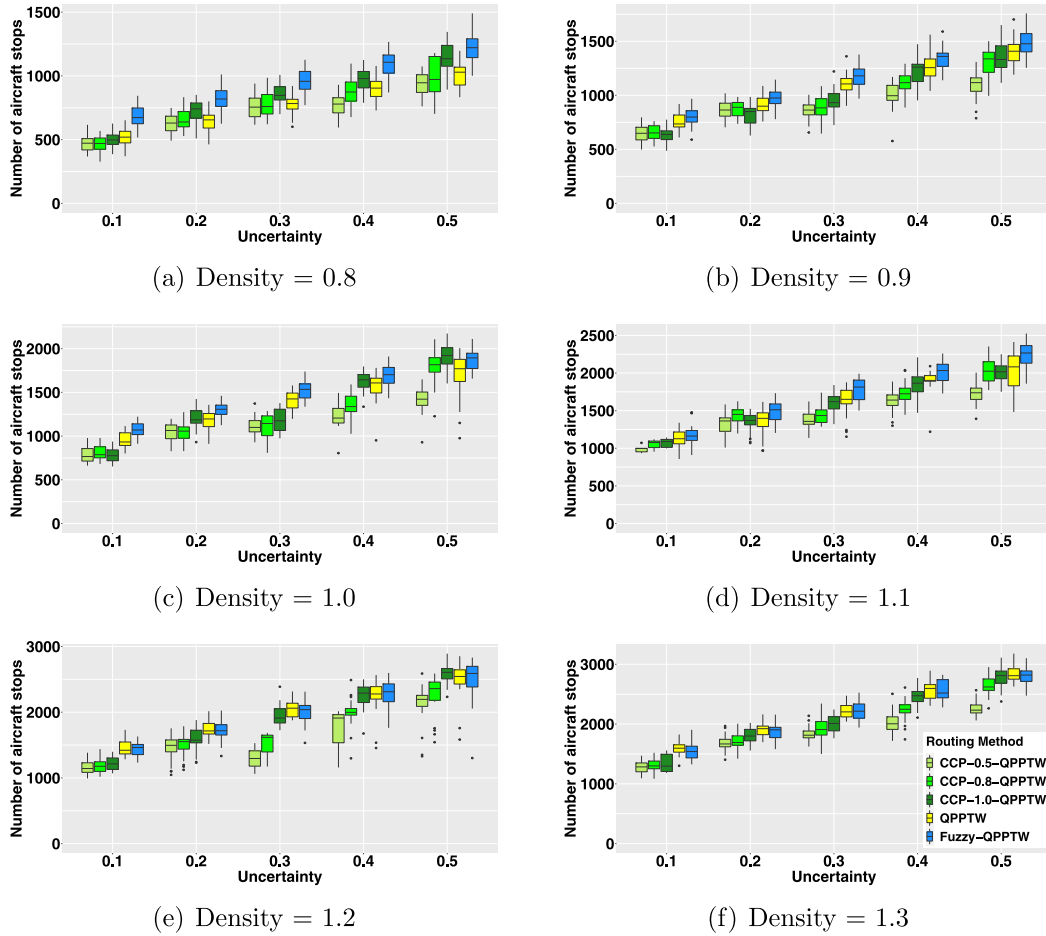 Number of aircraft stops
1500
1000
500
0
0.1 0.2 0.3 0.4 0.5
Uncertainty
(a) Density = 0.8
Number of aircraft stops
1500
1000
500
0
0.1 0.2 0.3 0.4 0.5
Uncertainty
(b) Density = 0.9
Number of aircraft stops
2000
1500
1000
500
0
0.1 0.2 0.3 0.4 0.5
Uncertainty
(c) Density = 1.0
Number of aircraft stops
2500
2000
1500
1000
500
0
0.1 0.2 0.3 0.4 0.5
Uncertainty
(d) Density = 1.1
Number of aircraft stops
3000
2000
1000
0
0.1 0.2 0.3 0.4 0.5
Uncertainty
(e) Density = 1.2
Number of aircraft stops
3000
2000
1000
0
Routing Method
CCP−0.5−QPPTW
CCP−0.8−QPPTW
CCP−1.0−QPPTW
QPPTW
Fuzzy−QPPTW
0.1 0.2 0.3 0.4 0.5
Uncertainty
(f) Density = 1.3